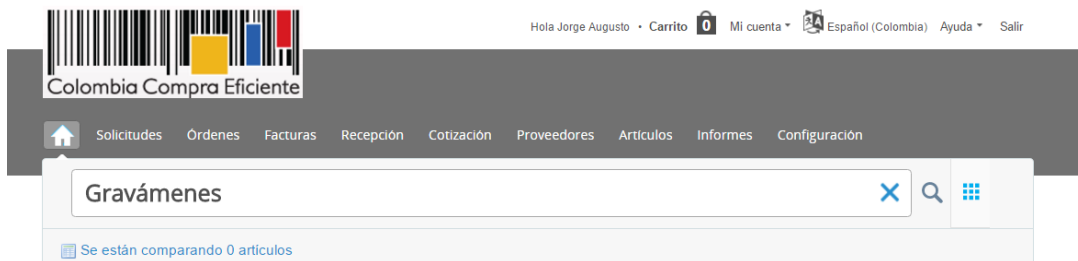 Hola Jorge Augusto • Carrito 0 Mi cuenta Español (Colombia) Ayuda Salir
Colombia Compra Eficiente
Solicitudes Órdenes Facturas Recepción Cotización Proveedores Artículos Informes Configuración
Gravámenes
Se están comparando 0 artículos